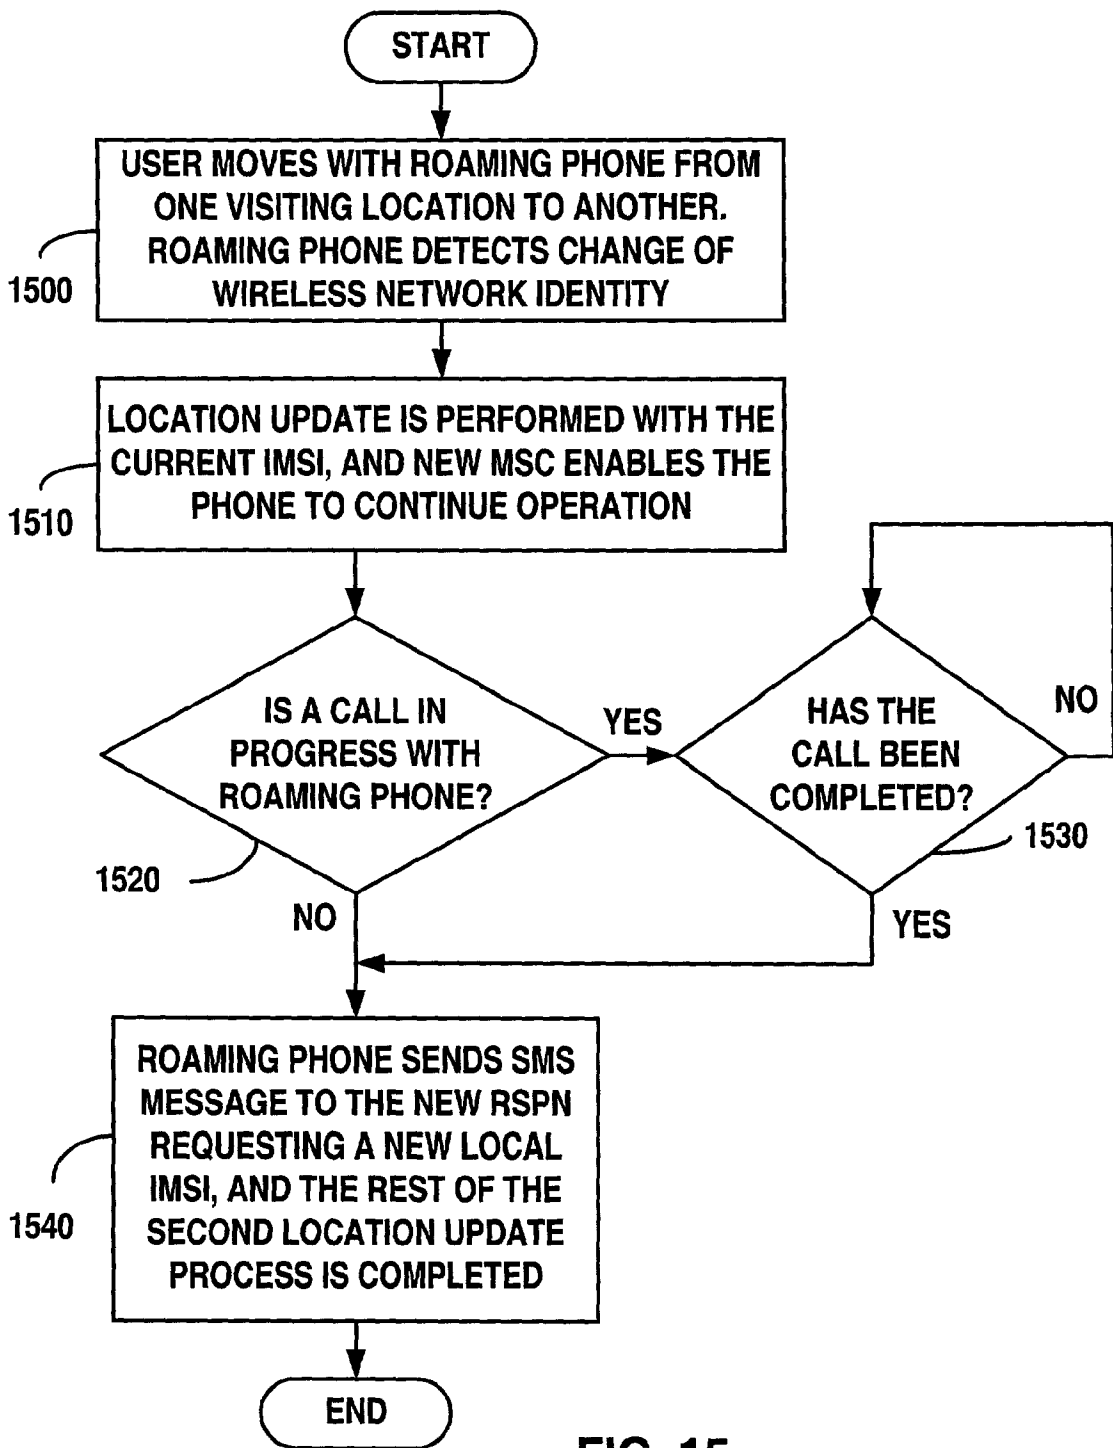 START
USER MOVES WITH ROAMING PHONE FROM
ONE VISITING LOCATION TO ANOTHER.
ROAMING PHONE DETECTS CHANGE OF
WIRELESS NETWORK IDENTITY
1500
LOCATION UPDATE IS PERFORMED WITH THE
CURRENT IMSI, AND NEW MSC ENABLES THE
PHONE TO CONTINUE OPERATION
1510
IS A CALL IN
PROGRESS WITH
ROAMING PHONE?
1520
YES
NO
HAS THE
CALL BEEN
COMPLETED?
1530
NO
YES
ROAMING PHONE SENDS SMS
MESSAGE TO THE NEW RSPN
REQUESTING A NEW LOCAL
IMSI, AND THE REST OF THE
SECOND LOCATION UPDATE
PROCESS IS COMPLETED
1540
END
FIG. 15